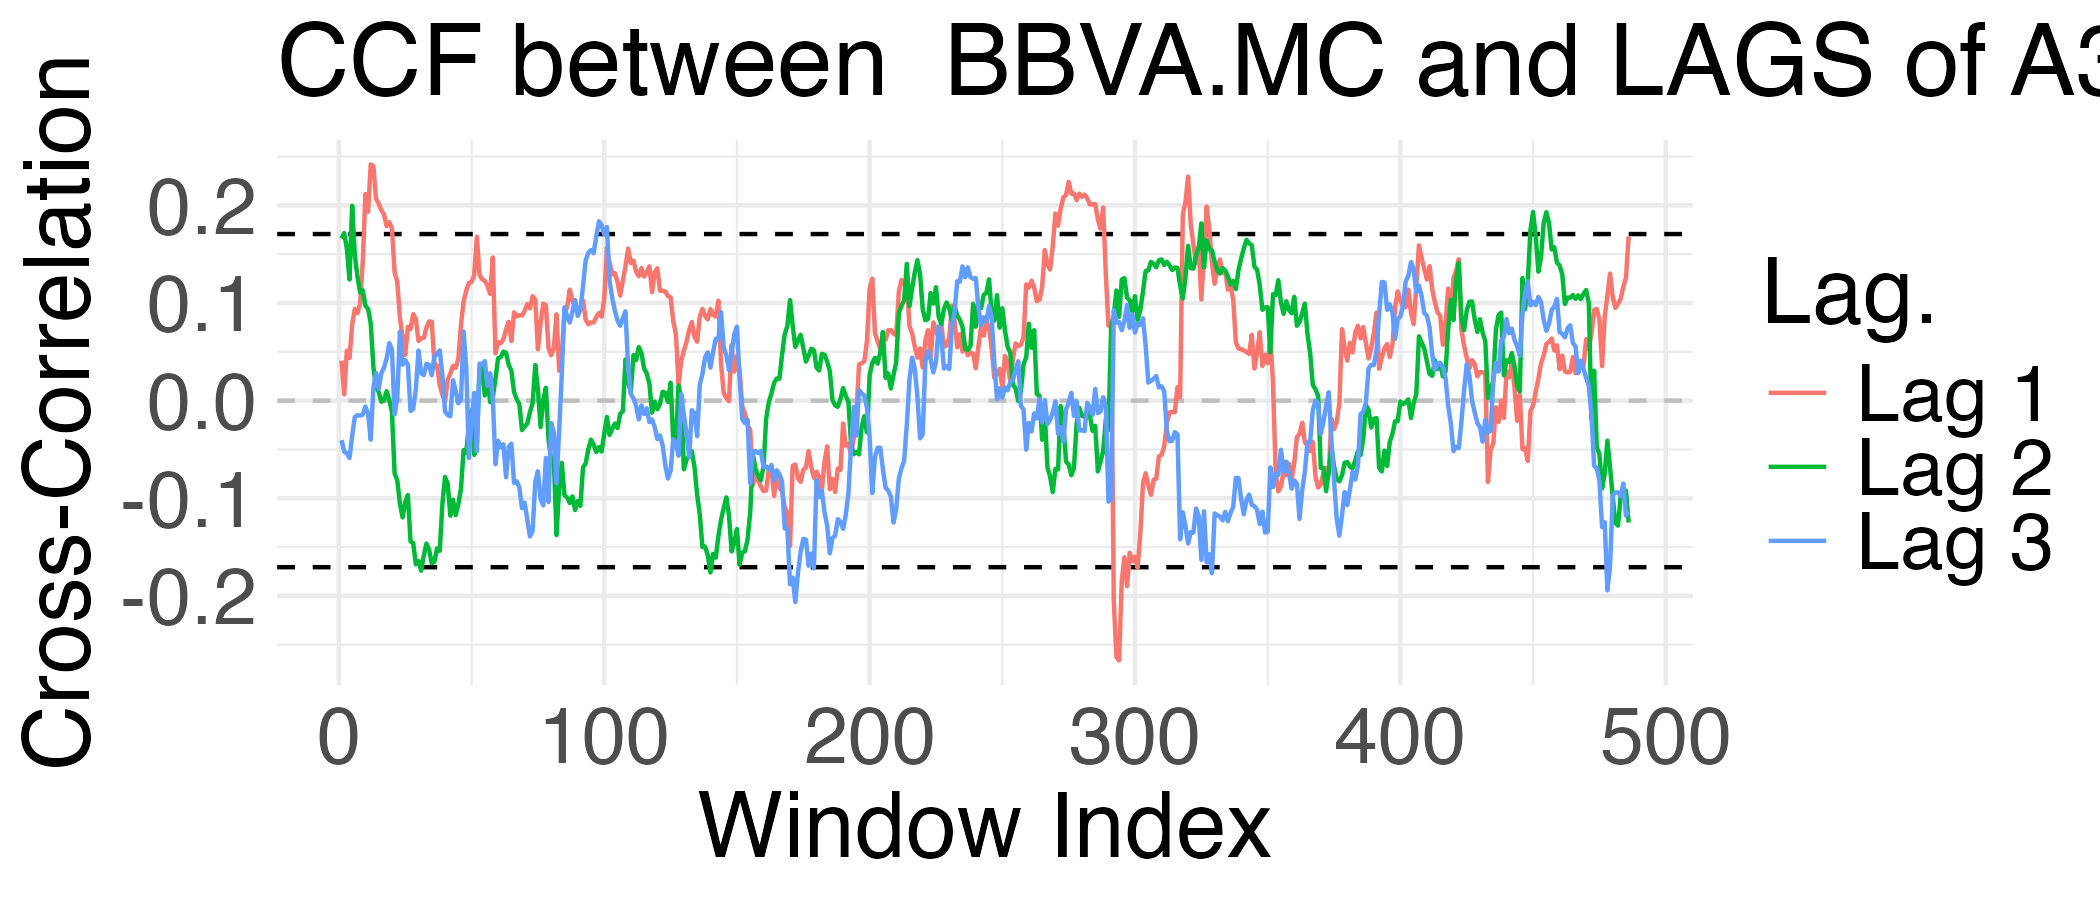 CCF between  BBVA.MC and LAGS of A3
Cross-Correlation
0.2
0.1
0.0
-0.1
-0.2
0 100 200 300 400 500
Window Index
Lag.
Lag 1
Lag 2
Lag 3